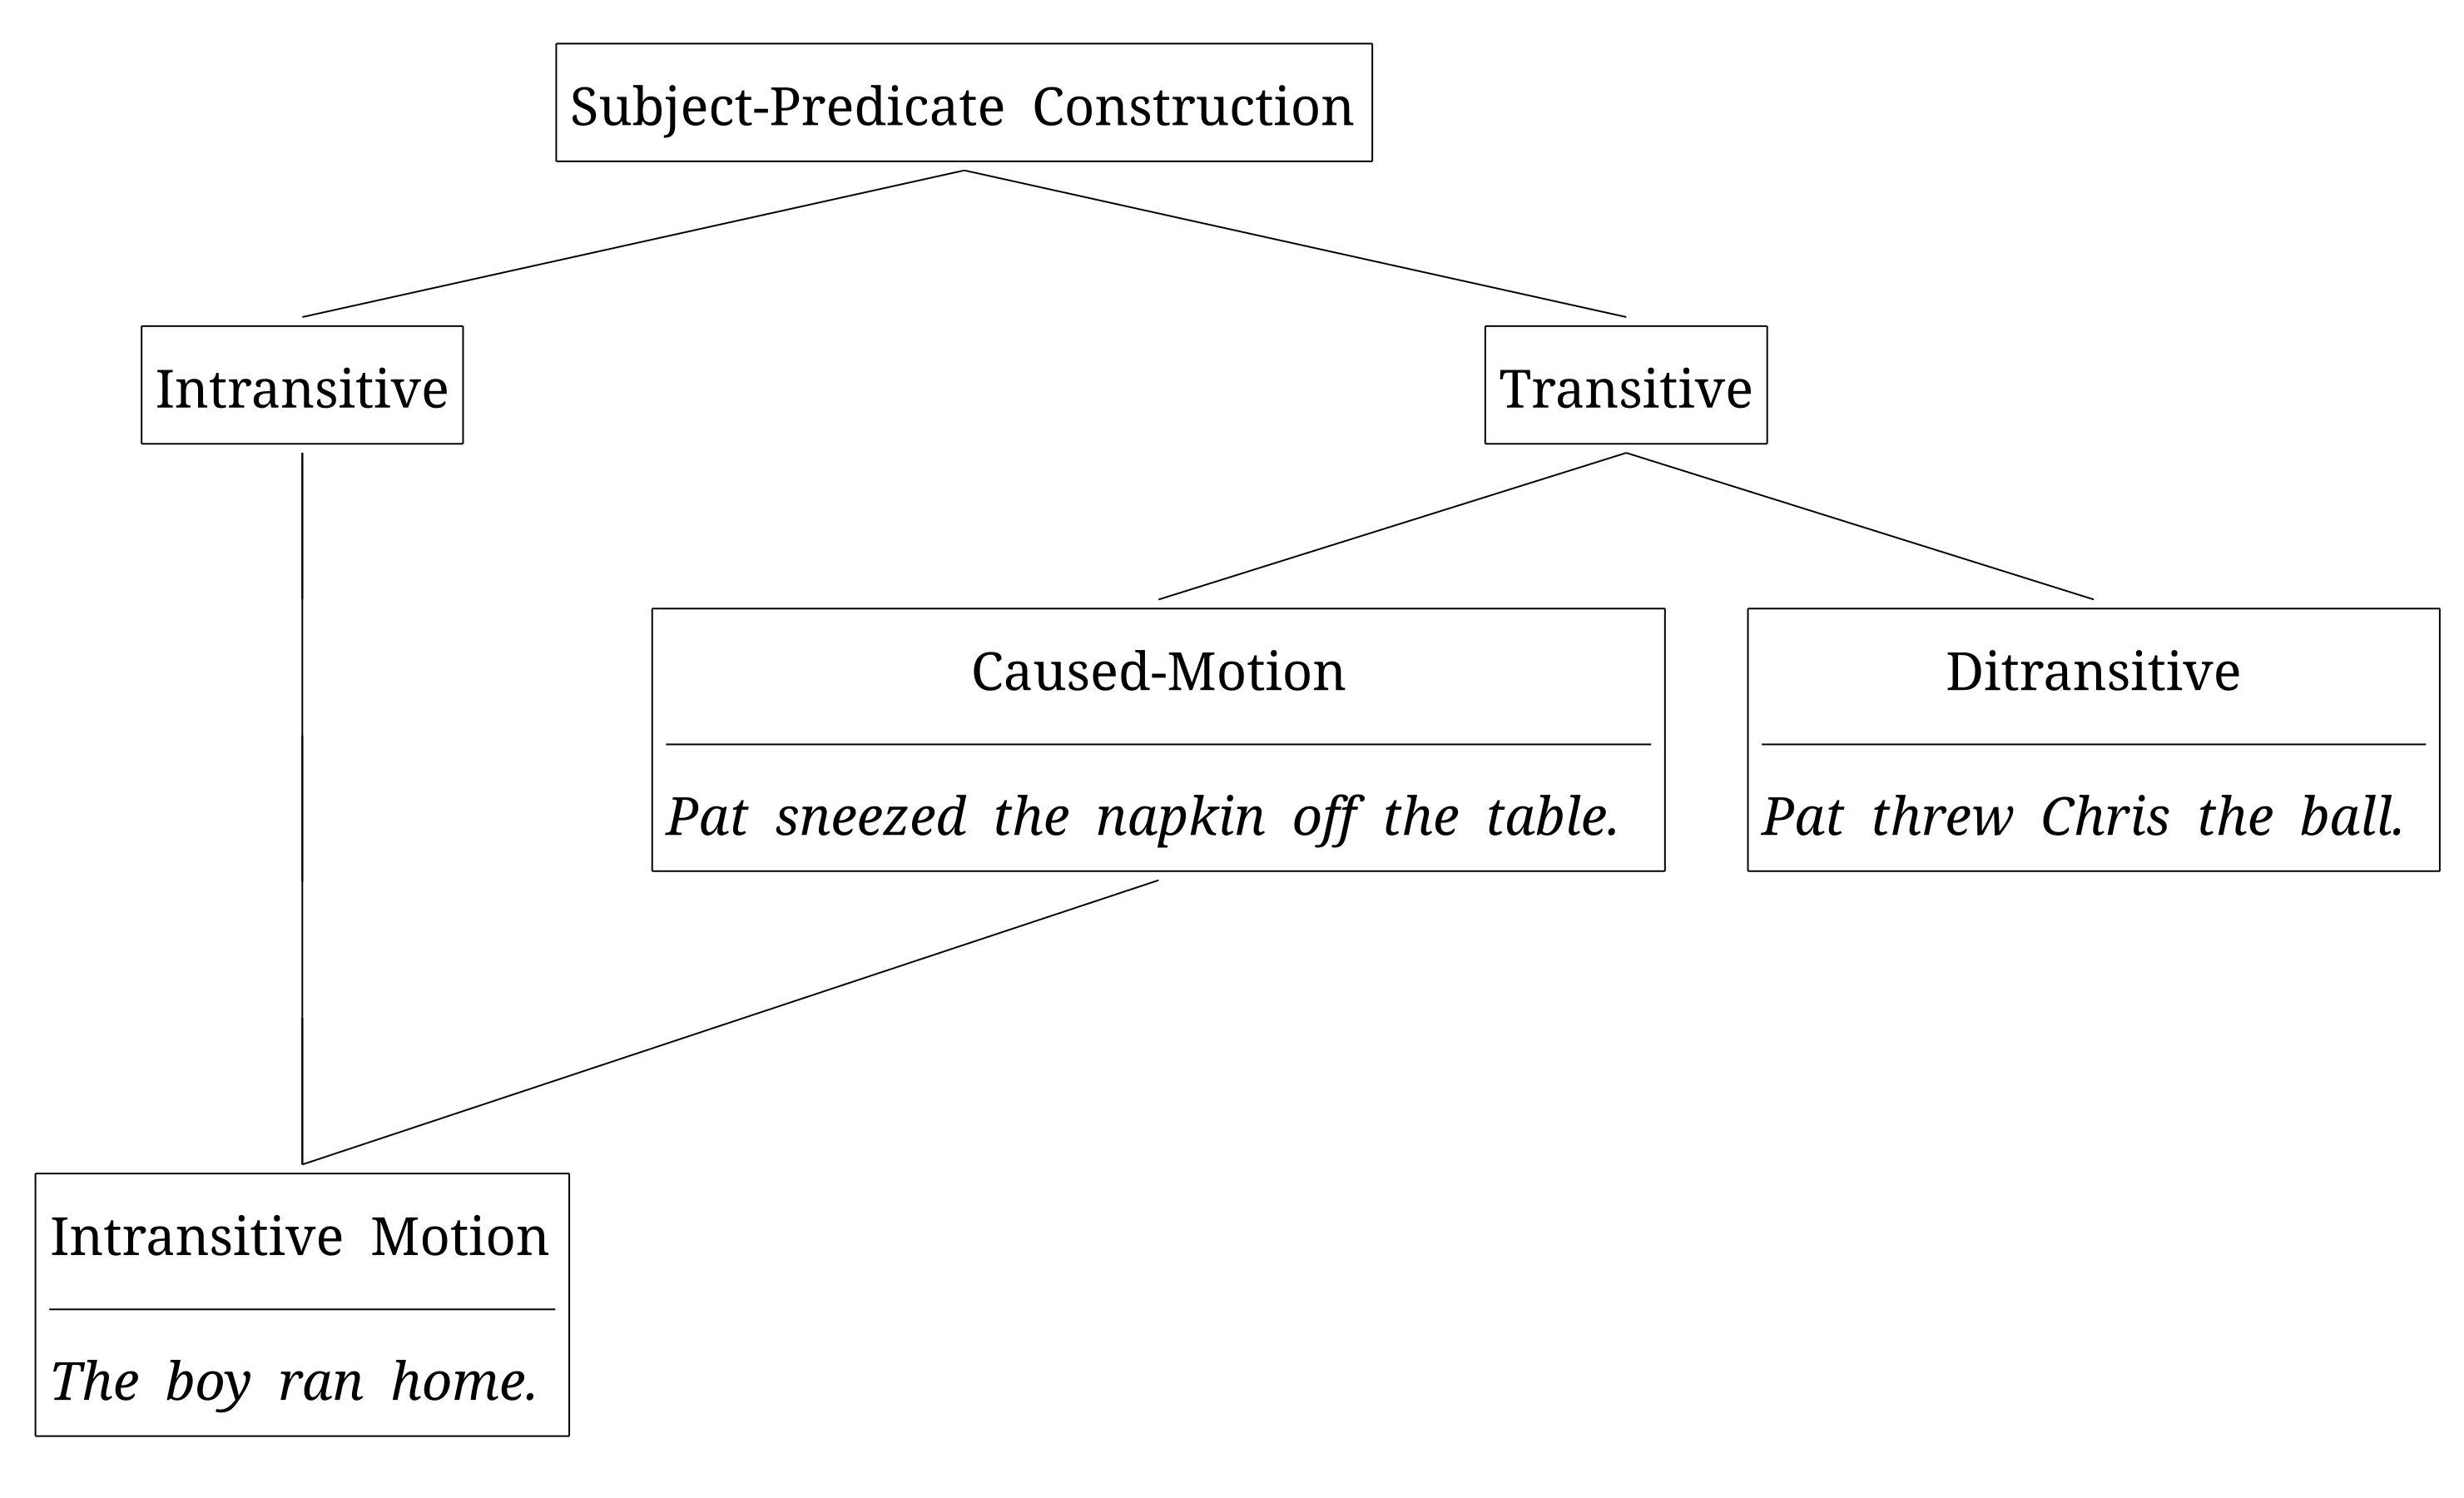 Subject-Predicate Construction
Intransitive
Transitive
Caused-Motion
Pat sneezed the napkin off the table.
Ditransitive
Pat threw Chris the ball.
Intransitive Motion
The boy ran home.